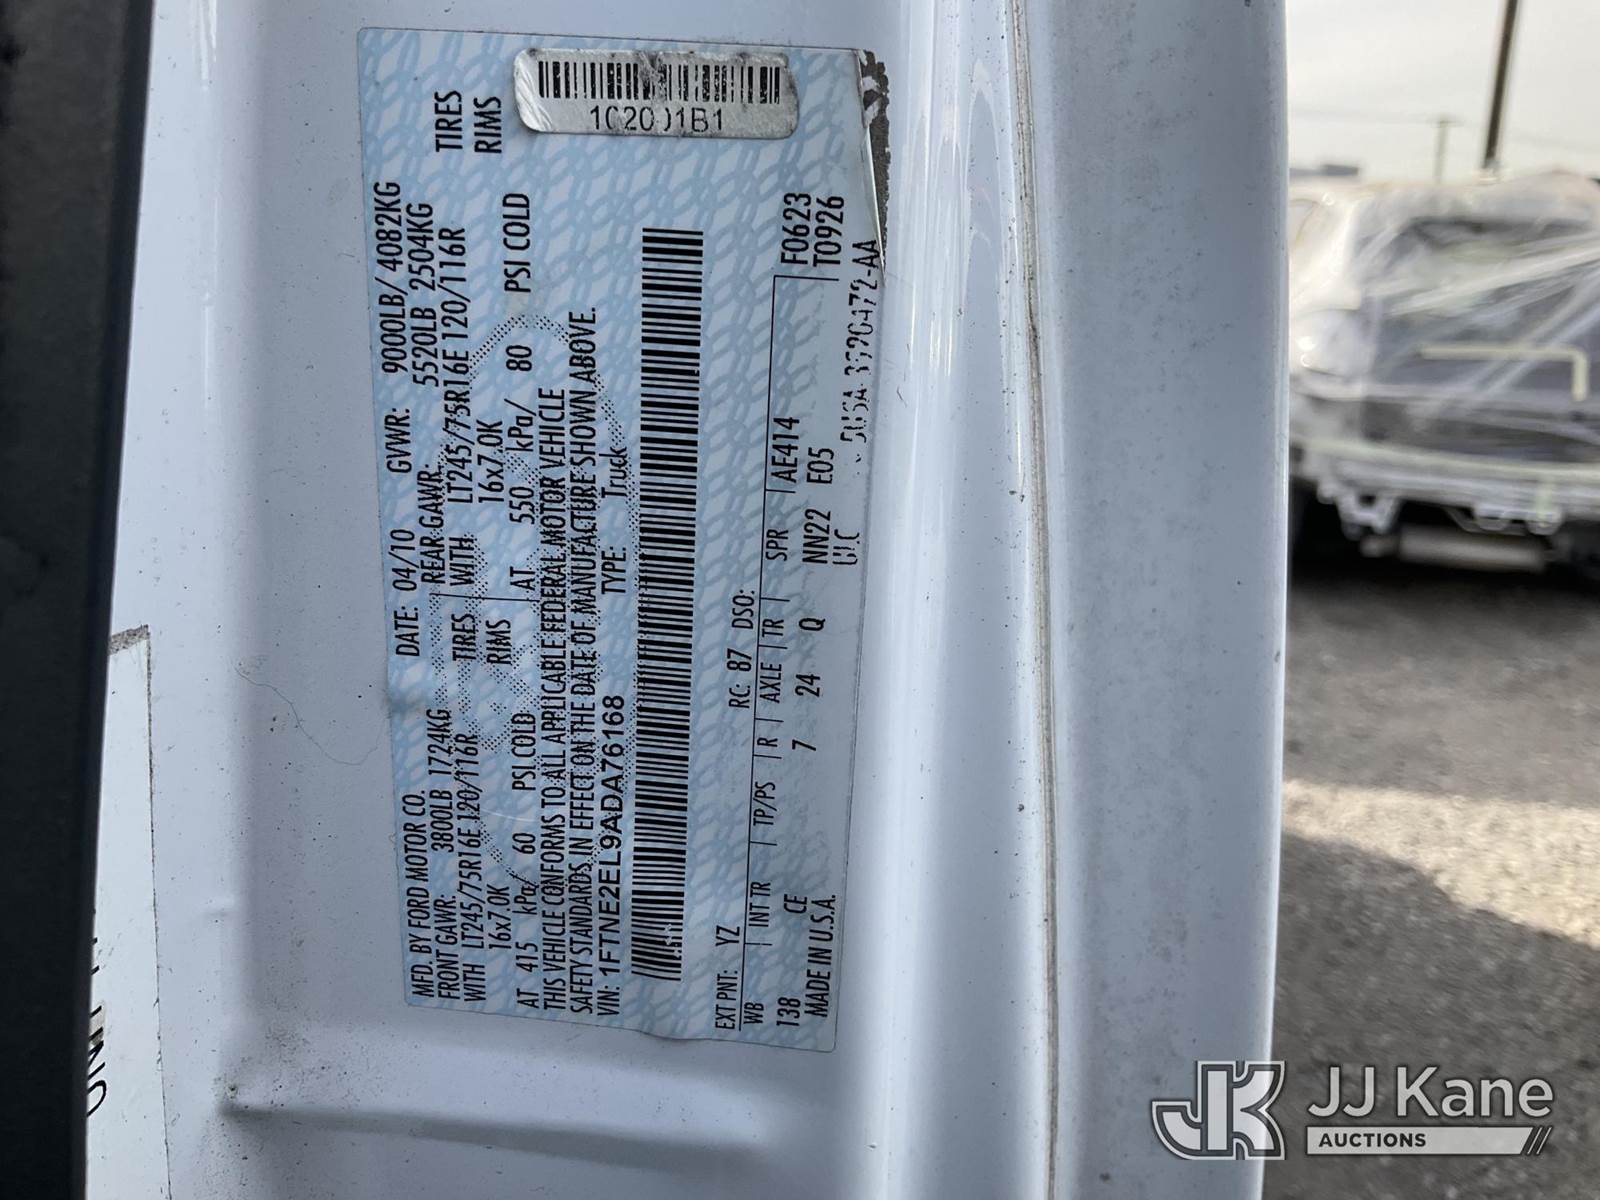 1C20 1B1
MFD. BY FORD MOTOR CO. DATE: 04/10 GVWR: 9000LB/ 4082KG
FRONT GAWR: 3800LB 1724KG REAR GAWR: 5520LB 2504KG
WITH LT245/75R16E 120/116R TIRES WITH LT245/75R16E 120/116R TIRES
16x7.0K RIMS 16x7.0K RIMS
AT 415 kPa/ 60 PSI COLD AT 550 kPa/ 80 PSI COLD
THIS VEHICLE CONFORMS TO ALL APPLICABLE FEDERAL MOTOR VEHICLE
SAFETY STANDARDS IN EFFECT ON THE DATE OF MANUFACTURE SHOWN ABOVE.
VIN: 1FTNE2EL9ADA76168 TYPE: Truck
EXT PNT: YZ RC: 87 DSO:
WB INT TR TP/PS R AXLE TR SPR AE414 F0623
138 CE 7 24 Q NN22 E05 T0926
MADE IN U.S.A. ULC
JJ Kane
AUCTIONS